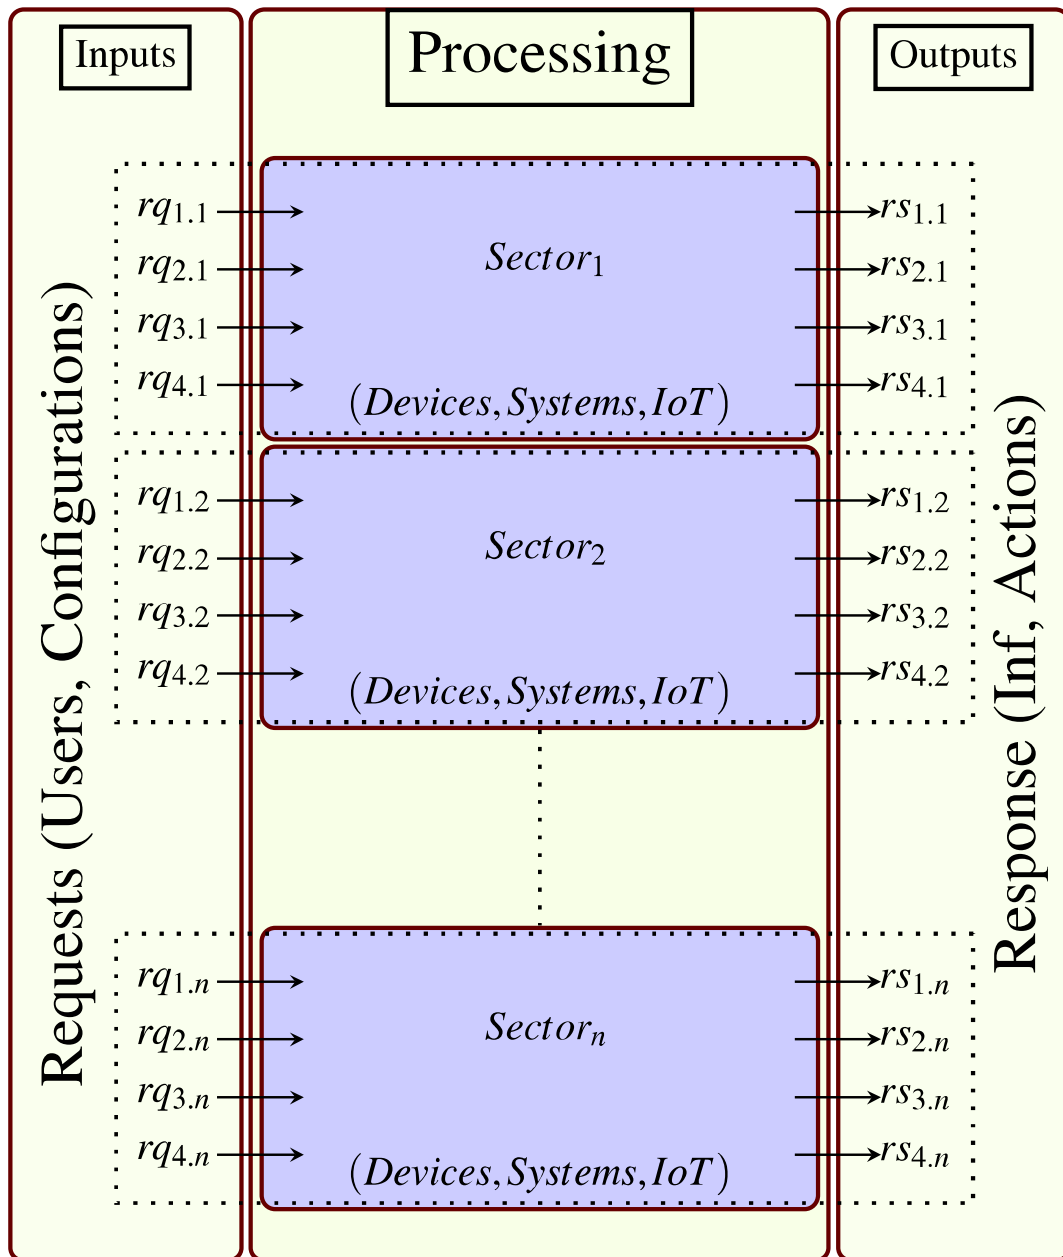 Inputs
Processing
Outputs
Requests (Users, Configurations)
rq1.1
rq2.1
rq3.1
rq4.1
Sector1
(Devices, Systems, IoT)
rs1.1
rs2.1
rs3.1
rs4.1
rq1.2
rq2.2
rq3.2
rq4.2
Sector2
(Devices, Systems, IoT)
rs1.2
rs2.2
rs3.2
rs4.2
rq1.n
rq2.n
rq3.n
rq4.n
Sectorn
(Devices, Systems, IoT)
rs1.n
rs2.n
rs3.n
rs4.n
Response (Inf, Actions)